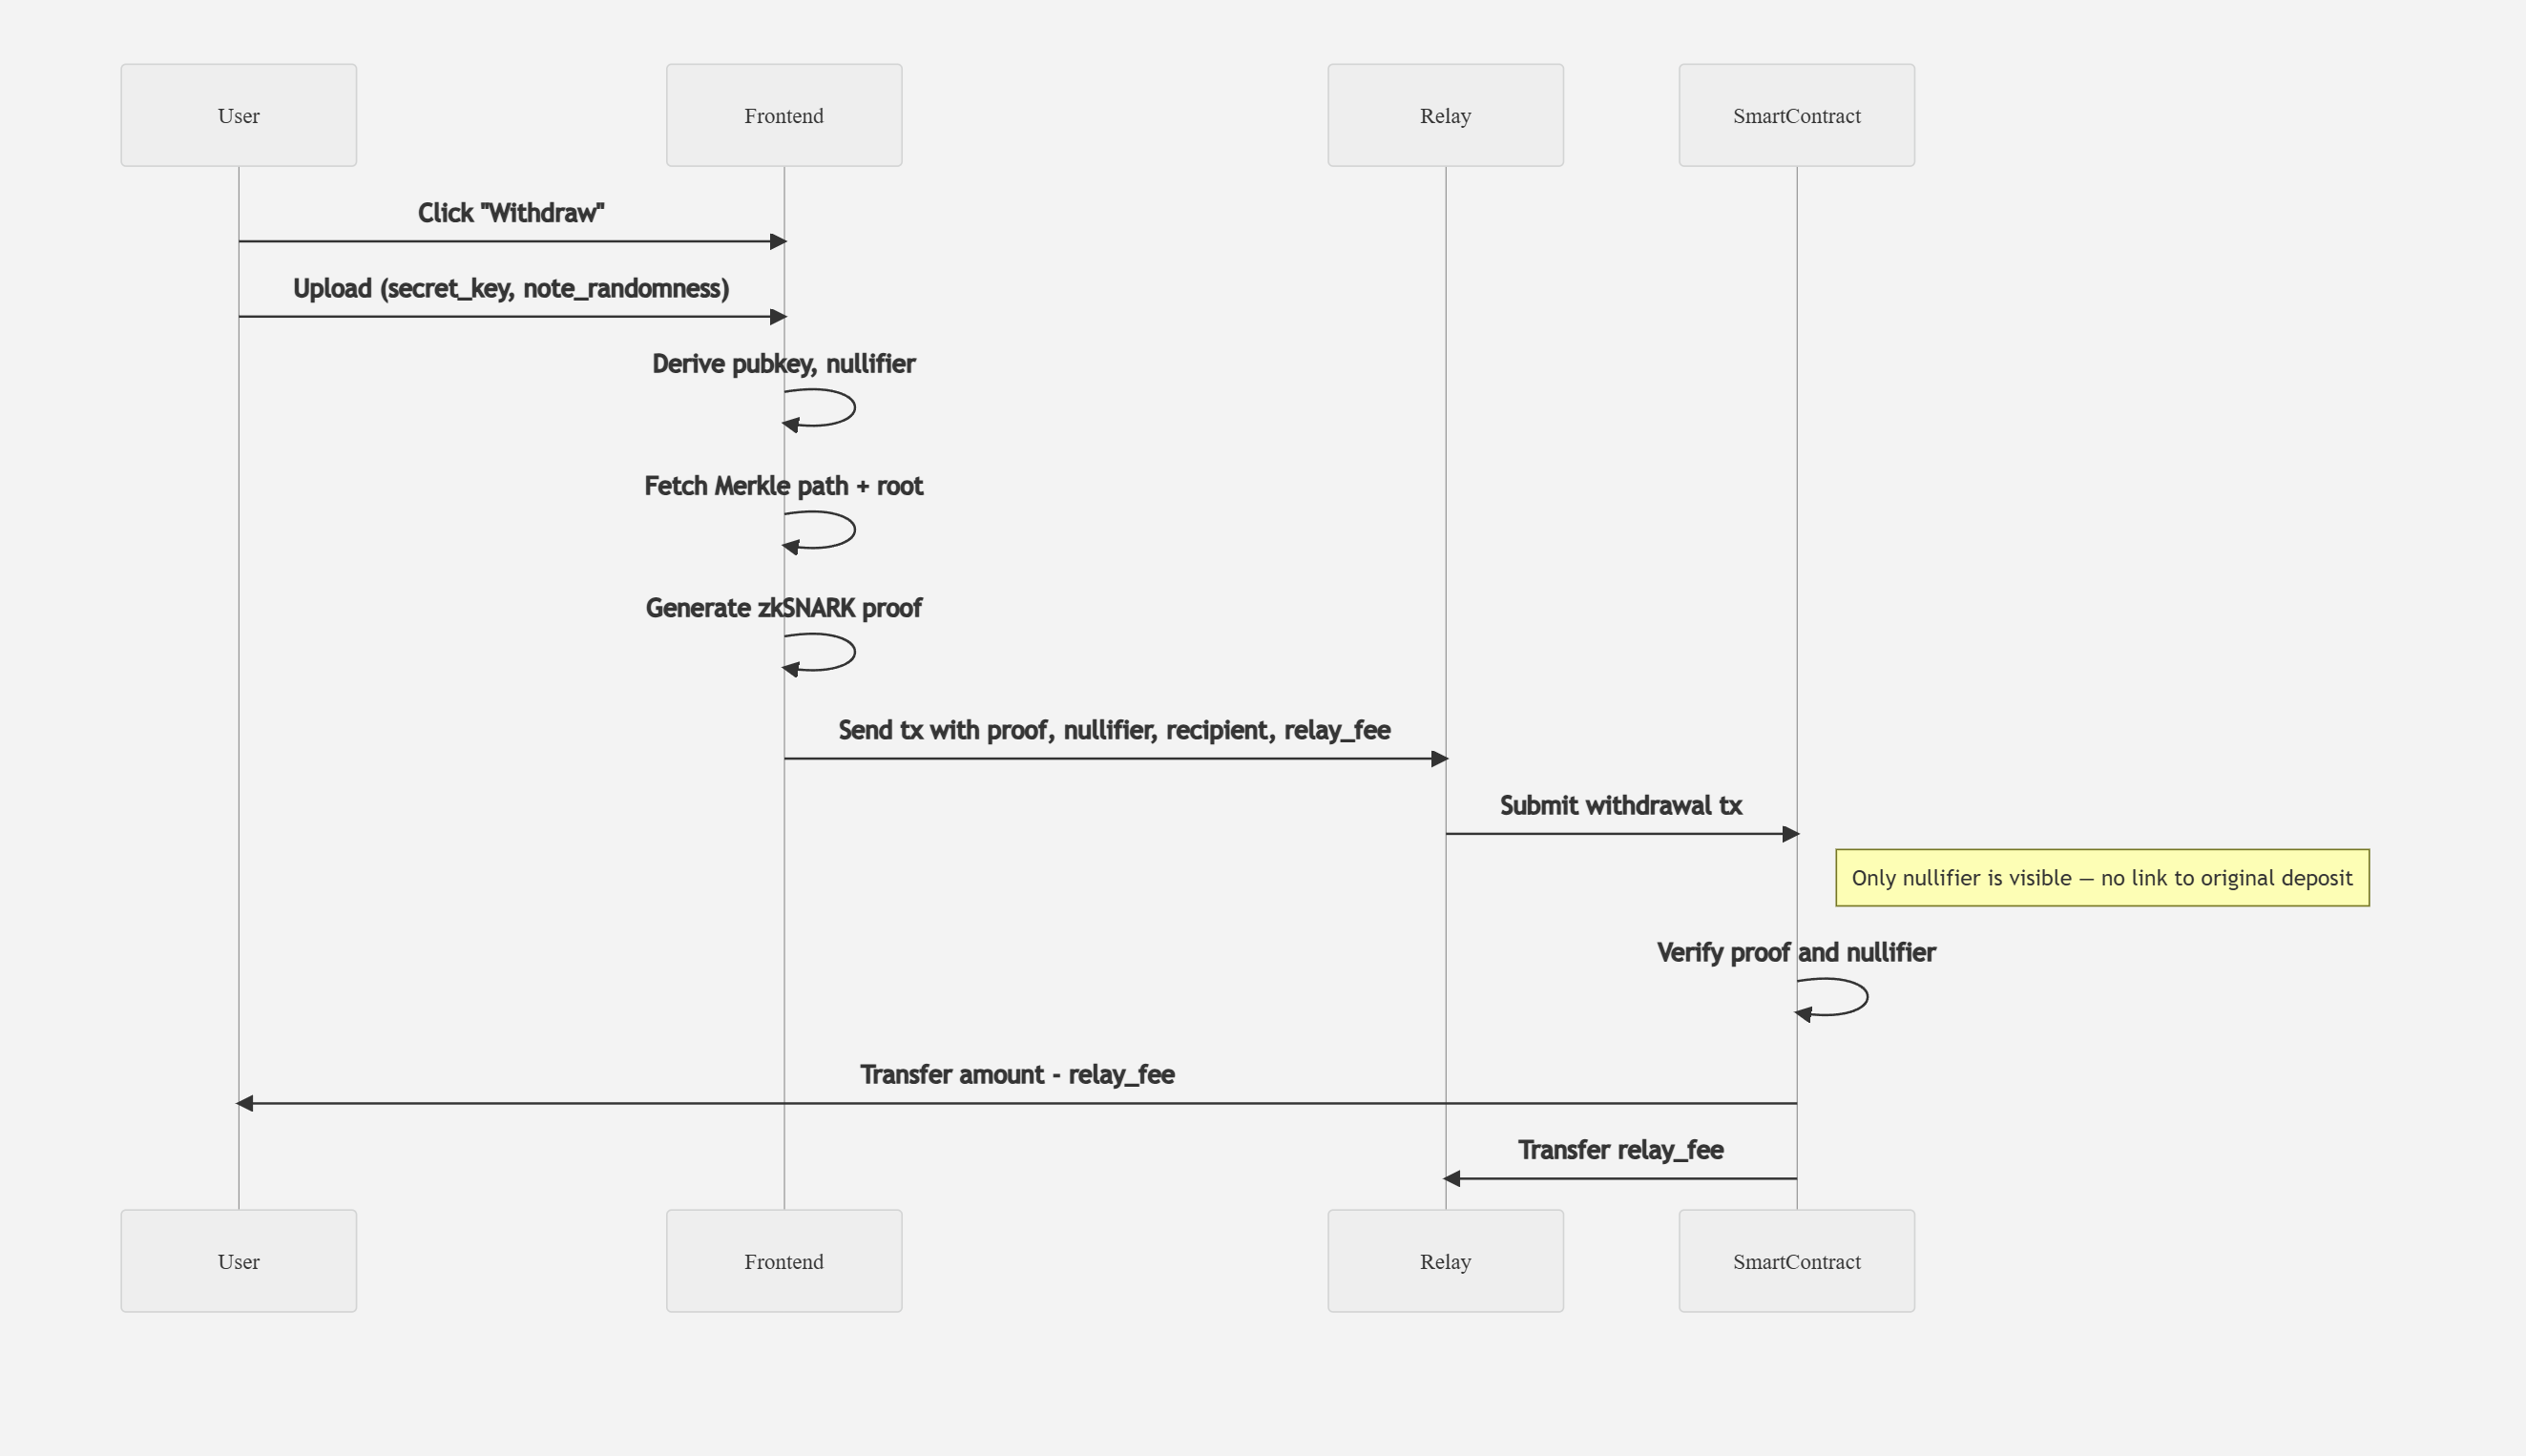 User
Frontend
Relay
SmartContract
Click "Withdraw"
Upload (secret_key, note_randomness)
Derive pubkey, nullifier
Fetch Merkle path + root
Generate zkSNARK proof
Send tx with proof, nullifier, recipient, relay_fee
Submit withdrawal tx
Only nullifier is visible — no link to original deposit
Verify proof and nullifier
Transfer amount - relay_fee
Transfer relay_fee
User
Frontend
Relay
SmartContract